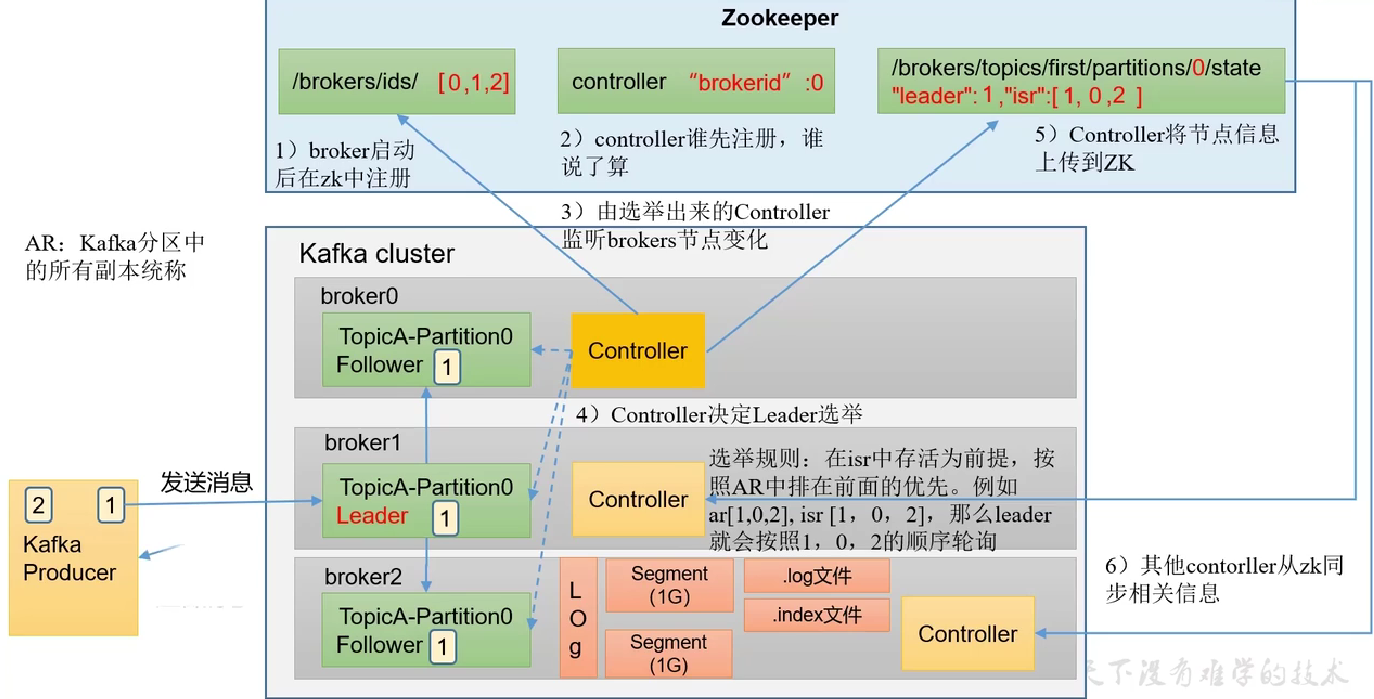 Zookeeper
/brokers/ids/ [0,1,2]
controller “brokerid” :0
/brokers/topics/first/partitions/0/state
"leader": 1 ,"isr":[ 1, 0 ,2 ]
1）broker启动
后在zk中注册
2）controller谁先注册，谁
说了算
5）Controller将节点信息
上传到ZK
3）由选举出来的Controller
监听brokers节点变化
AR：Kafka分区中
的所有副本统称
Kafka cluster
broker0
TopicA-Partition0
Follower 1
Controller
4）Controller决定Leader选举
broker1
TopicA-Partition0
Leader 1
Controller
选举规则：在isr中存活为前提，按
照AR中排在前面的优先。例如
ar[1,0,2], isr [1，0，2]，那么leader
就会按照1，0，2的顺序轮询
发送消息
2 1
Kafka
Producer
broker2
TopicA-Partition0
Follower 1
L
O
g
Segment
(1G)
Segment
(1G)
.log文件
.index文件
Controller
6）其他contorller从zk同
步相关信息
天下没有难学的技术